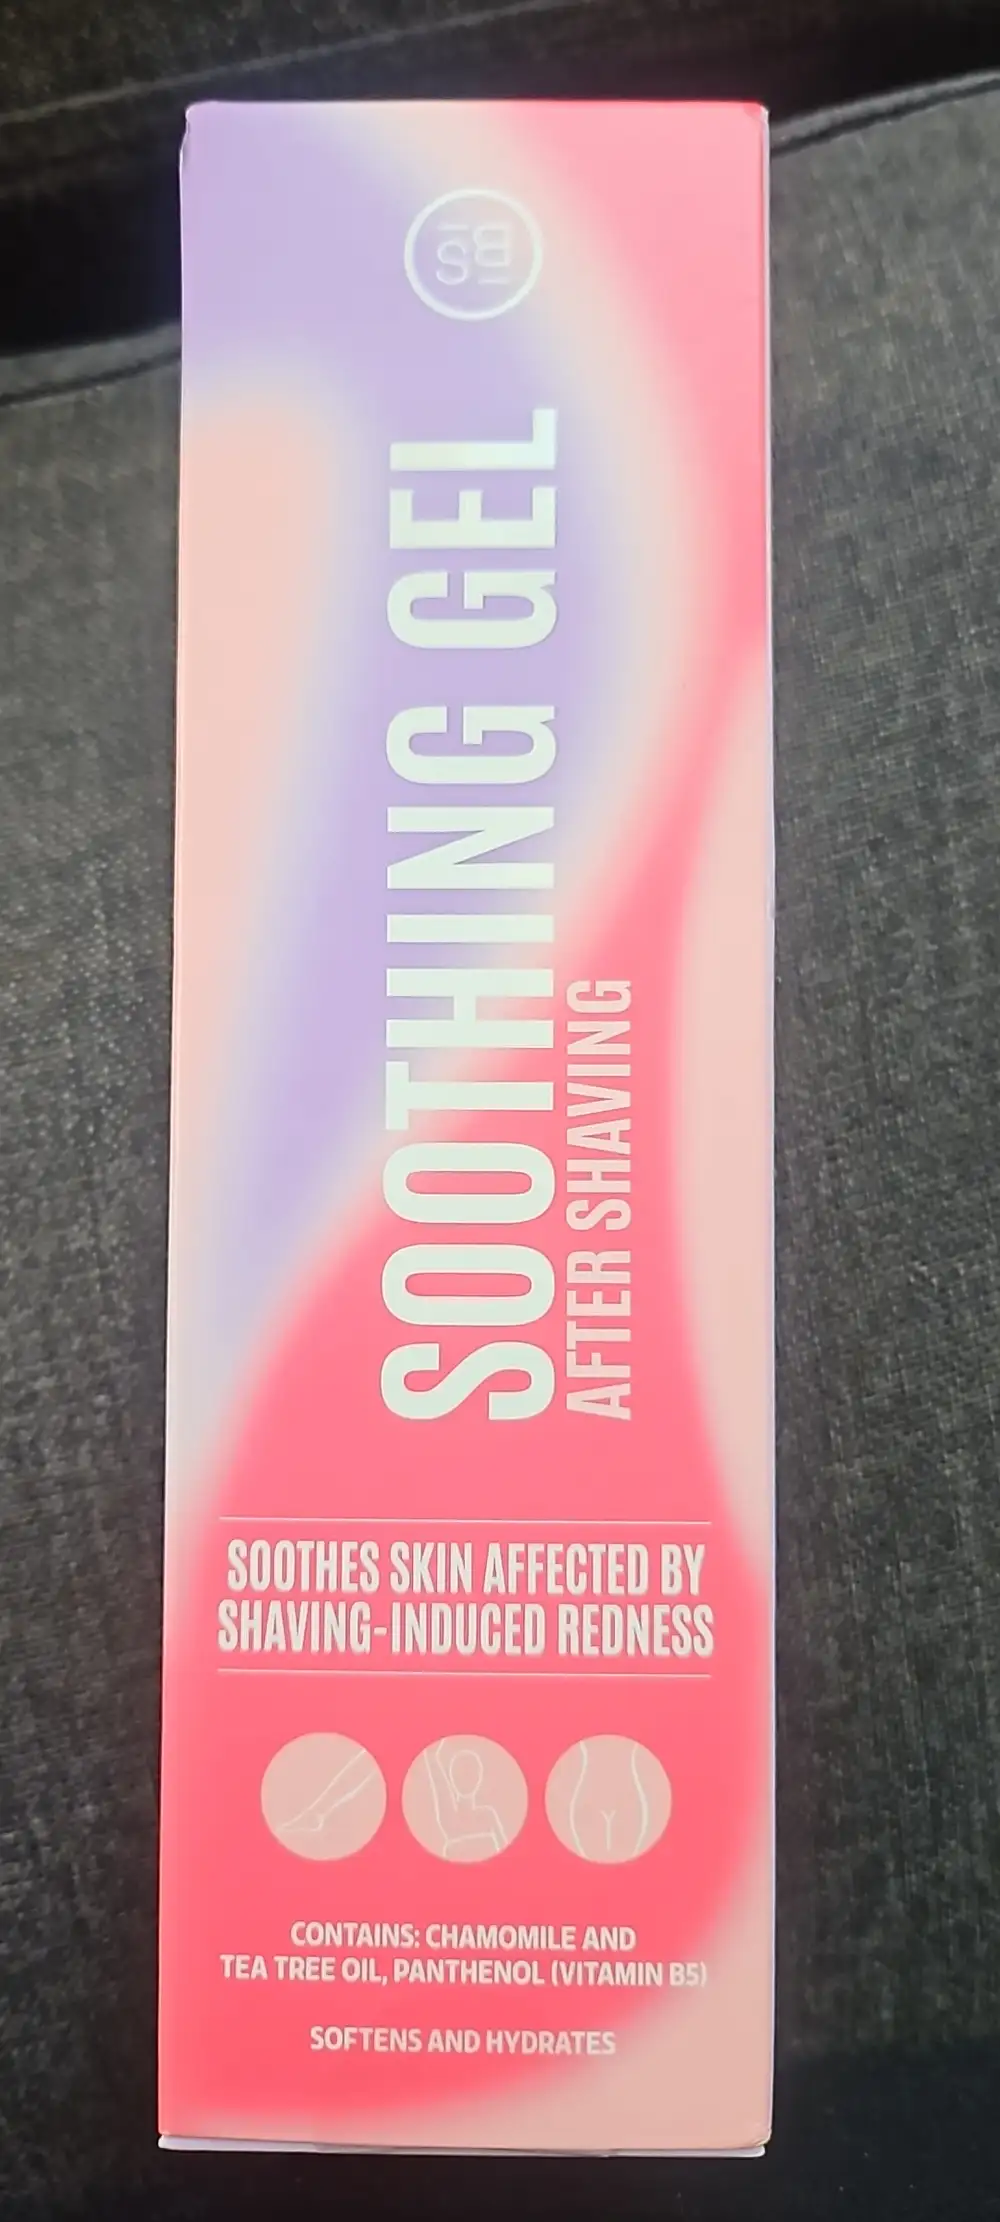 SOOTHING GEL
AFTER SHAVING
SOOTHES SKIN AFFECTED BY
SHAVING-INDUCED REDNESS
CONTAINS: CHAMOMILE AND
TEA TREE OIL, PANTHENOL (VITAMIN B5)
SOFTENS AND HYDRATES